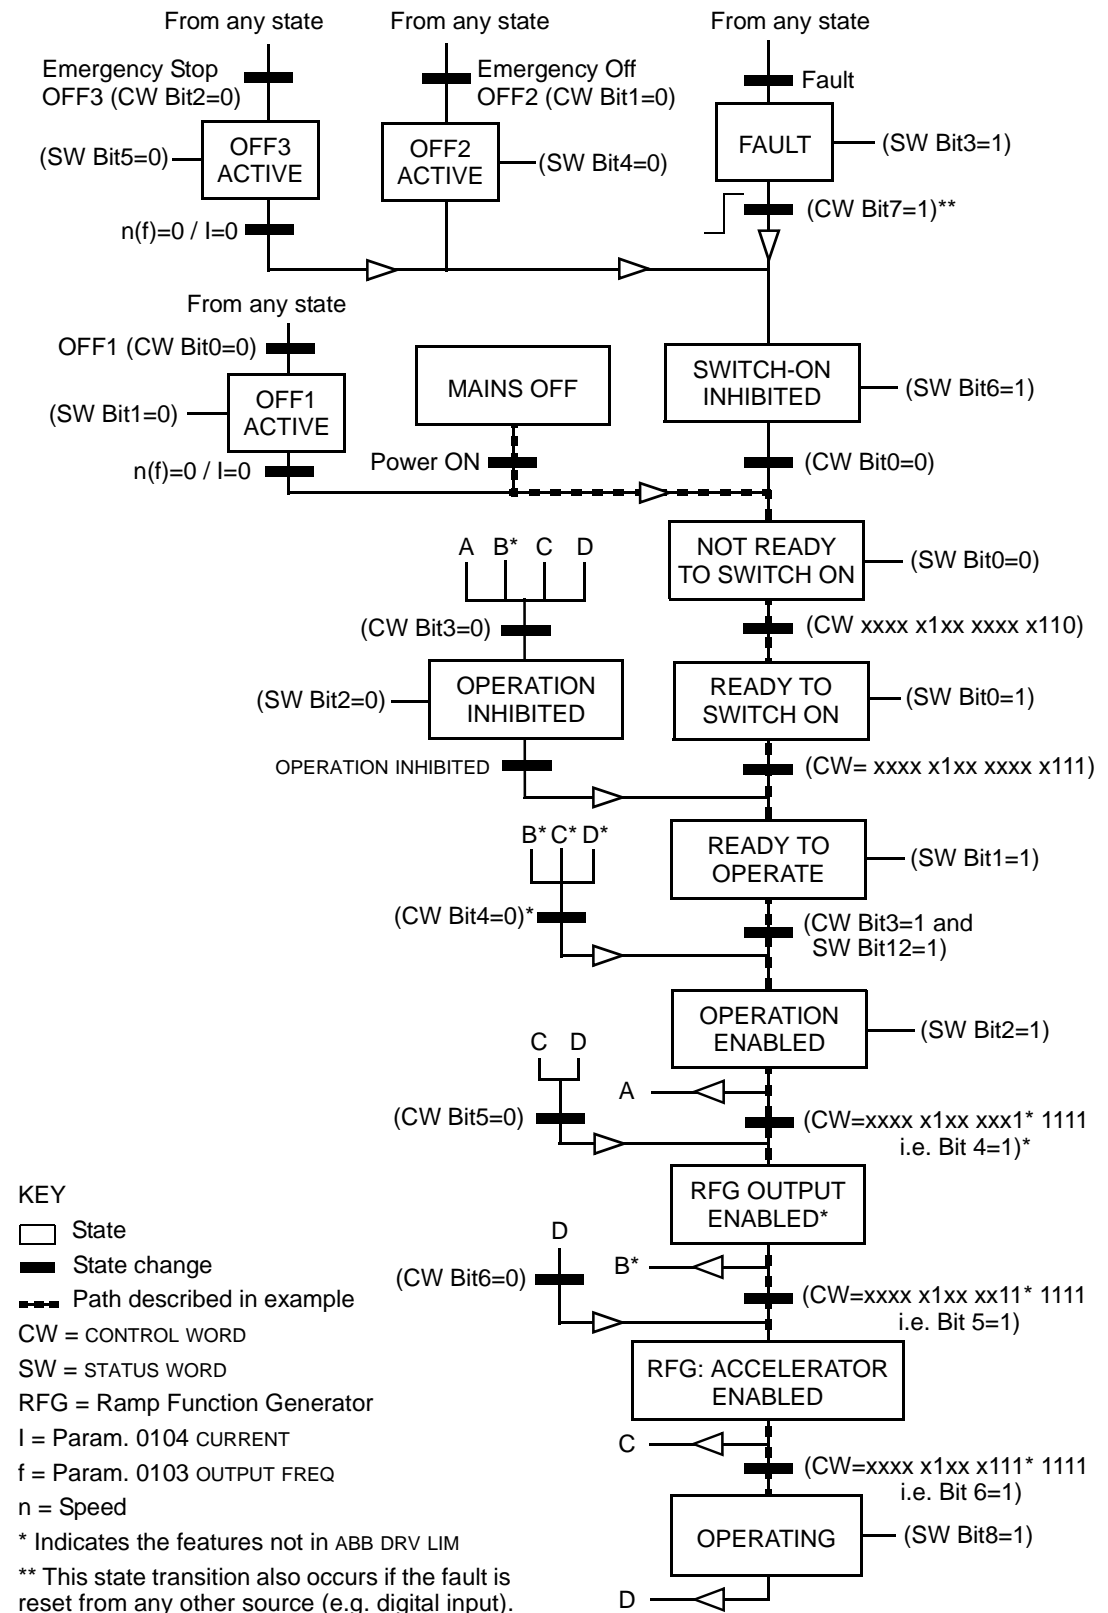 From any state
From any state
From any state
Emergency Stop
OFF3 (CW Bit2=0)
Emergency Off
OFF2 (CW Bit1=0)
Fault
(SW Bit5=0)
OFF3
ACTIVE
OFF2
ACTIVE
(SW Bit4=0)
FAULT
(SW Bit3=1)
n(f)=0 / I=0
(CW Bit7=1)**
From any state
OFF1 (CW Bit0=0)
(SW Bit1=0)
OFF1
ACTIVE
MAINS OFF
SWITCH-ON
INHIBITED
(SW Bit6=1)
n(f)=0 / I=0
Power ON
(CW Bit0=0)
A B* C D
NOT READY
TO SWITCH ON
(SW Bit0=0)
(CW Bit3=0)
(CW xxxx x1xx xxxx x110)
(SW Bit2=0)
OPERATION
INHIBITED
READY TO
SWITCH ON
(SW Bit0=1)
OPERATION INHIBITED
(CW= xxxx x1xx xxxx x111)
B* C* D*
READY TO
OPERATE
(SW Bit1=1)
(CW Bit4=0)*
(CW Bit3=1 and
SW Bit12=1)
OPERATION
ENABLED
(SW Bit2=1)
C D
A
(CW Bit5=0)
(CW=xxxx x1xx xxx1* 1111
i.e. Bit 4=1)*
RFG OUTPUT
ENABLED*
D
B*
(CW Bit6=0)
(CW=xxxx x1xx xx11* 1111
i.e. Bit 5=1)
RFG: ACCELERATOR
ENABLED
C
(CW=xxxx x1xx x111* 1111
i.e. Bit 6=1)
OPERATING
(SW Bit8=1)
D
KEY
State
State change
Path described in example
CW = CONTROL WORD
SW = STATUS WORD
RFG = Ramp Function Generator
I = Param. 0104 CURRENT
f = Param. 0103 OUTPUT FREQ
n = Speed
* Indicates the features not in ABB DRV LIM
** This state transition also occurs if the fault is
reset from any other source (e.g. digital input).